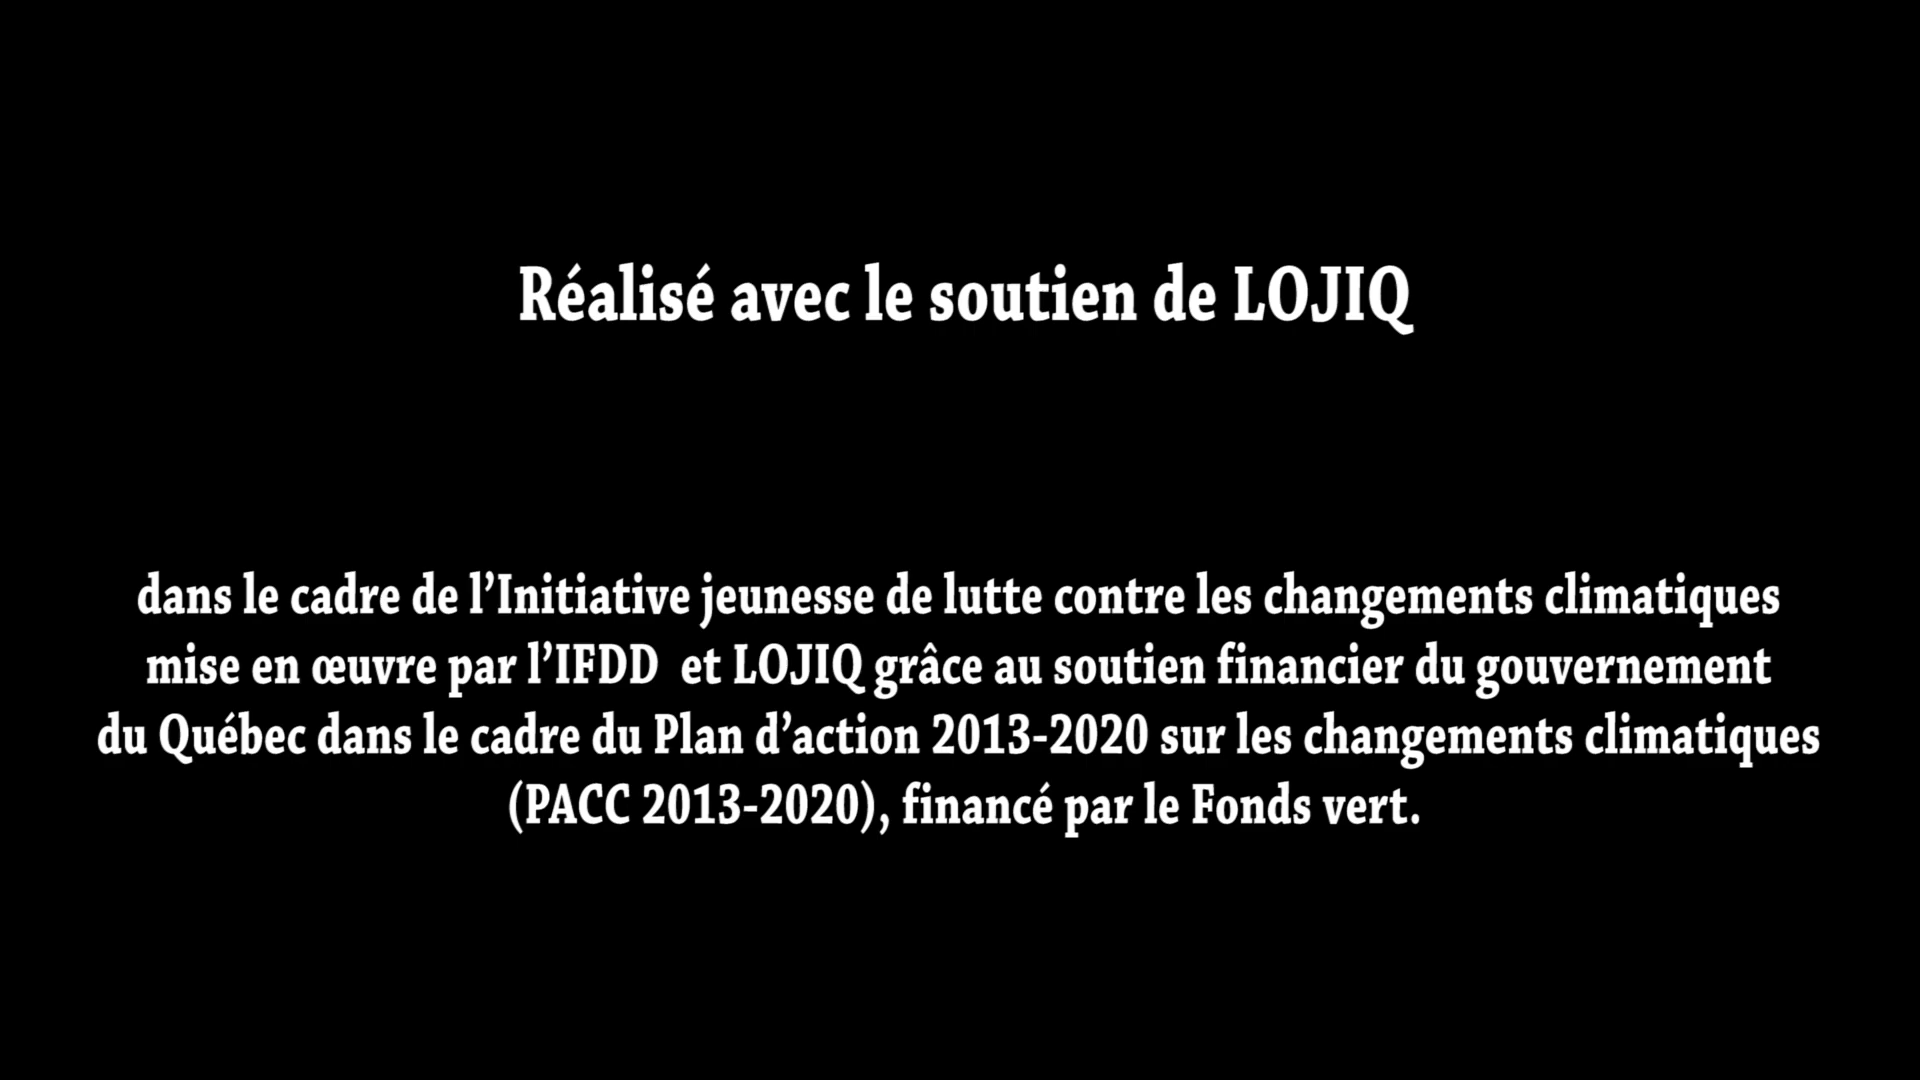 Réalisé avec le soutien de LOJIQ
dans le cadre de l’Initiative jeunesse de lutte contre les changements climatiques
mise en œuvre par l’IFDD  et LOJIQ grâce au soutien financier du gouvernement
du Québec dans le cadre du Plan d’action 2013-2020 sur les changements climatiques
(PACC 2013-2020), financé par le Fonds vert.